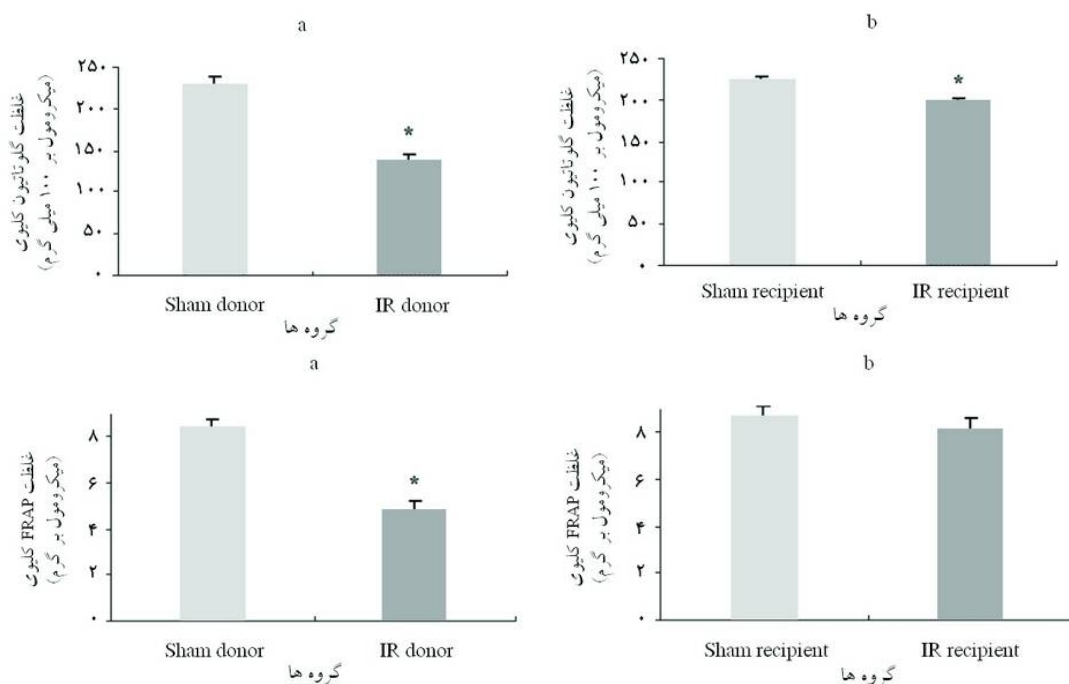 a
غلظت گلوتاتیون کلیوی
(میکرومول بر ۱۰۰ میلی گرم)
۲۵۰
۲۰۰
۱۵۰
۱۰۰
۵۰
۰
*
Sham donor IR donor
گروه ها
b
غلظت گلوتاتیون کلیوی
(میکرومول بر ۱۰۰ میلی گرم)
۲۵۰
۲۰۰
۱۵۰
۱۰۰
۵۰
۰
*
Sham recipient IR recipient
گروه ها
a
غلظت FRAP کلیوی
(میکرومول بر گرم)
۸
۶
۴
۲
۰
*
Sham donor IR donor
گروه ها
b
غلظت FRAP کلیوی
(میکرومول بر گرم)
۸
۶
۴
۲
۰
Sham recipient IR recipient
گروه ها